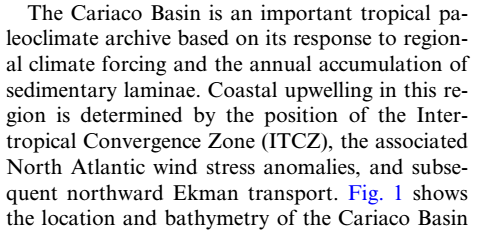 The Cariaco Basin is an important tropical pa-
leoclimate archive based on its response to region-
al climate forcing and the annual accumulation of
sedimentary laminae. Coastal upwelling in this re-
gion is determined by the position of the Inter-
tropical Convergence Zone (ITCZ), the associated
North Atlantic wind stress anomalies, and subse-
quent northward Ekman transport. Fig. 1 shows
the location and bathymetry of the Cariaco Basin